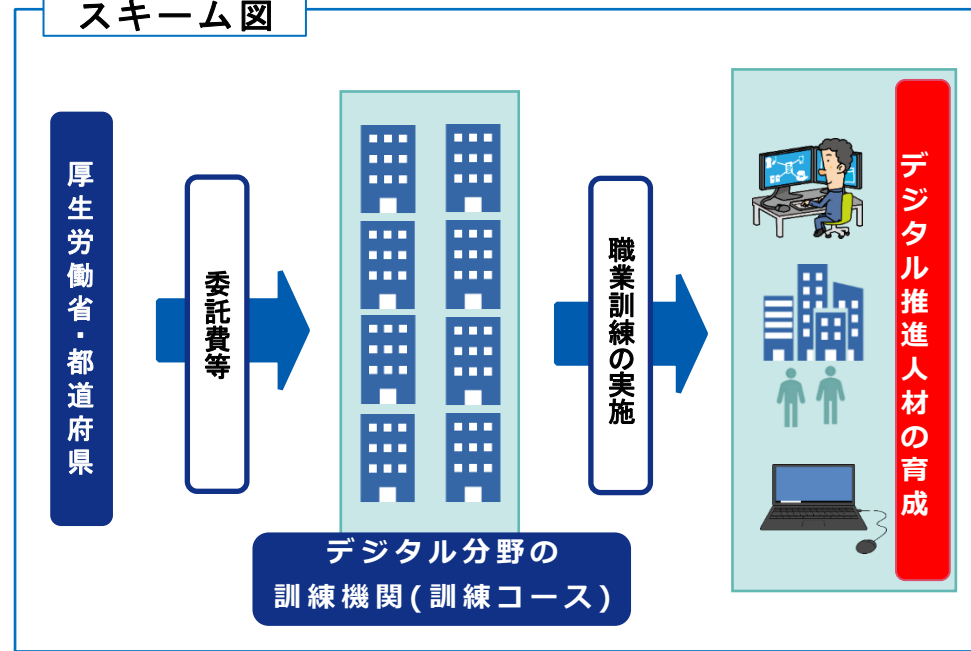 スキーム図
厚生労働省・都道府県
委託費等
デジタル分野の
訓練機関(訓練コース)
職業訓練の実施
デジタル推進人材の育成